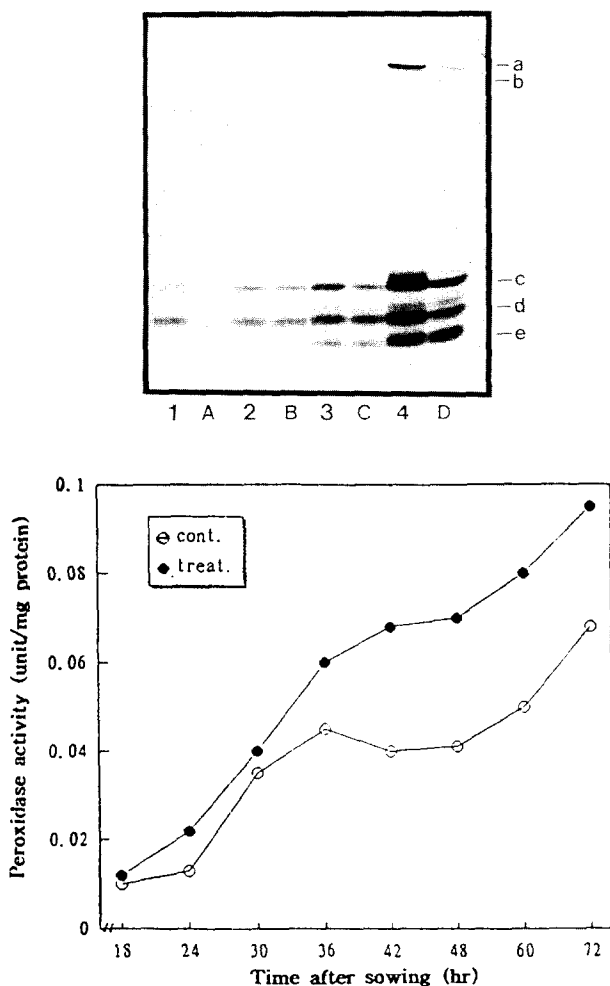 -a
-b
-c
-d
-e
1 A 2 B 3 C 4 D
Peroxidase activity (unit/mg protein)
0.1
0.08
0.06
0.04
0.02
0
cont.
treat.
18 24 30 36 42 48 60 72
Time after sowing (hr)